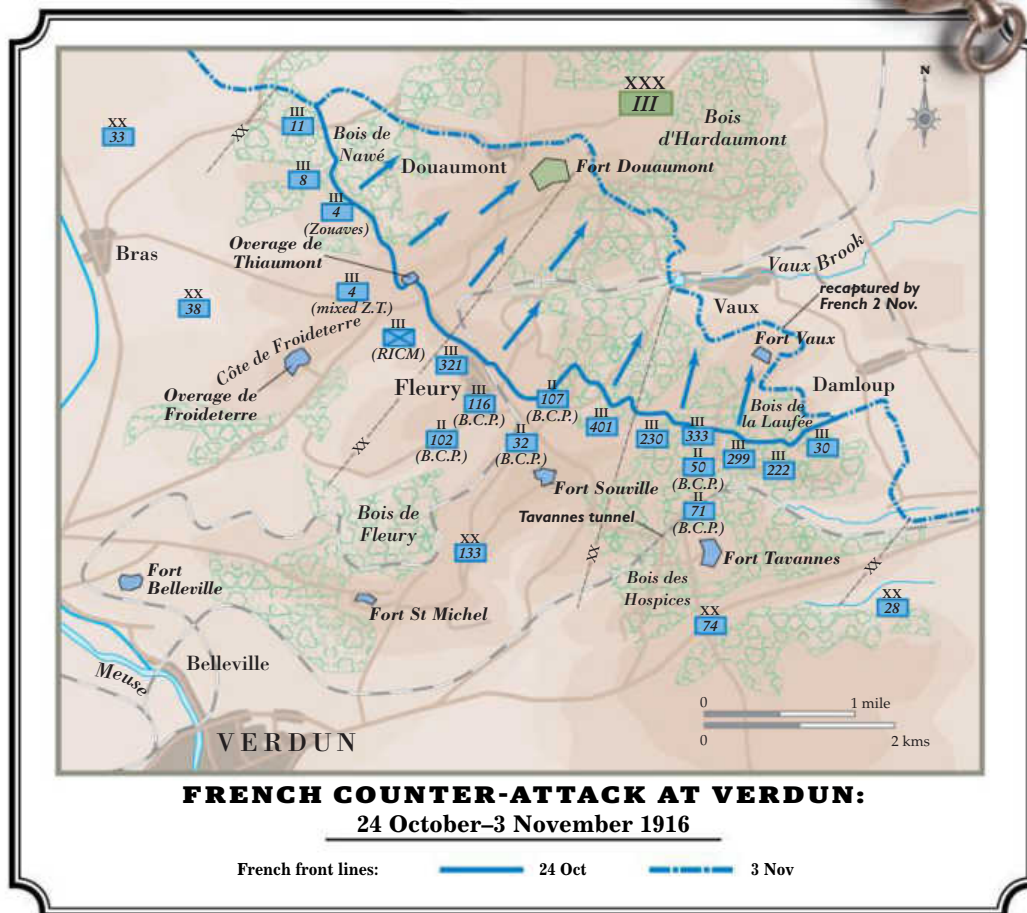 N
XXX
III
Bois
d'Hardaumont
XX
33
III
11
XX
Bois de
Nawé
Douaumont
Fort Douaumont
III
8
III
4
(Zouaves)
Overage de
Thiaumont
Bras
Vaux Brook
recaptured by
French 2 Nov.
III
4
(mixed Z.T.)
XX
38
Vaux
Côte de Froideterre
III
(RICM)
Fort Vaux
Overage de
Froideterre
III
321
Fleury
Damloup
III
116
(B.C.P.)
II
107
(B.C.P.)
Bois de
la Laufée
III
401
III
230
III
333
III
30
II
102
(B.C.P.)
II
32
(B.C.P.)
III
299
III
222
XX
II
50
(B.C.P.)
Fort Souville
II
71
(B.C.P.)
Bois de
Fleury
Tavannes tunnel
XX
133
XX
Fort Tavannes
XX
Fort
Belleville
Bois des
Hospices
Fort St Michel
XX
28
XX
74
Belleville
Meuse
0
1 mile
VERDUN
0
2 kms
FRENCH COUNTER-ATTACK AT VERDUN:
24 October–3 November 1916
French front lines:
24 Oct
3 Nov